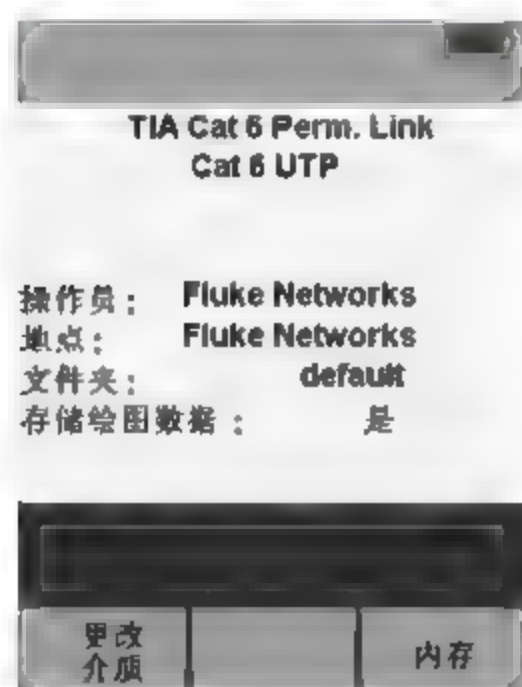 TIA Cat 6 Perm. Link
Cat 6 UTP
操作员： Fluke Networks
地点： Fluke Networks
文件夹： default
存储绘图数据： 是
更改
介质
内存